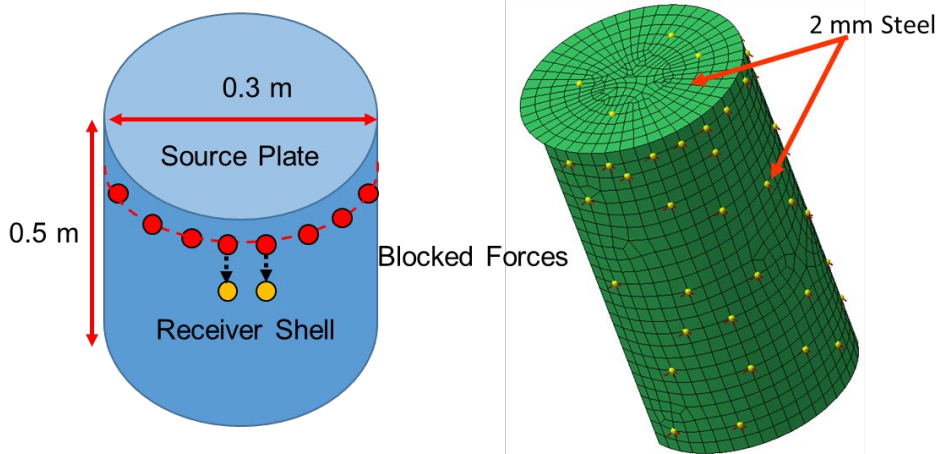 0.3 m
Source Plate
0.5 m
Blocked Forces
Receiver Shell
2 mm Steel